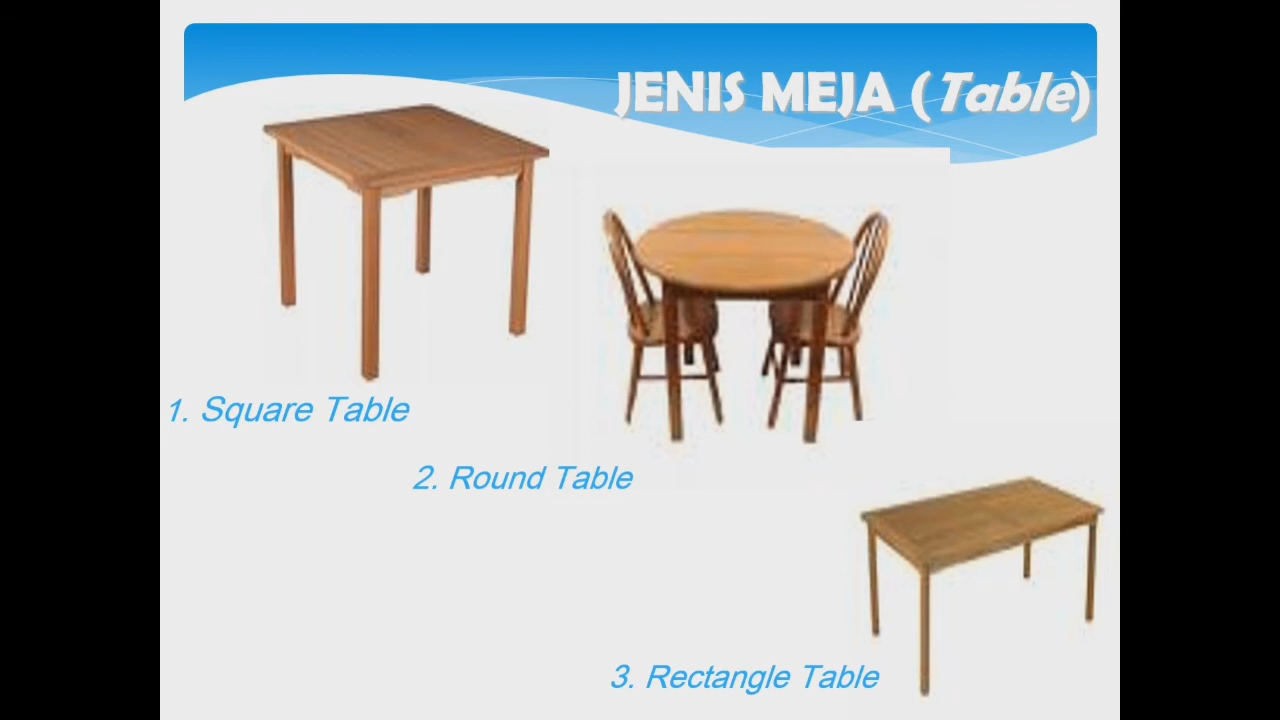 JENIS MEJA (Table)
1. Square Table
2. Round Table
3. Rectangle Table